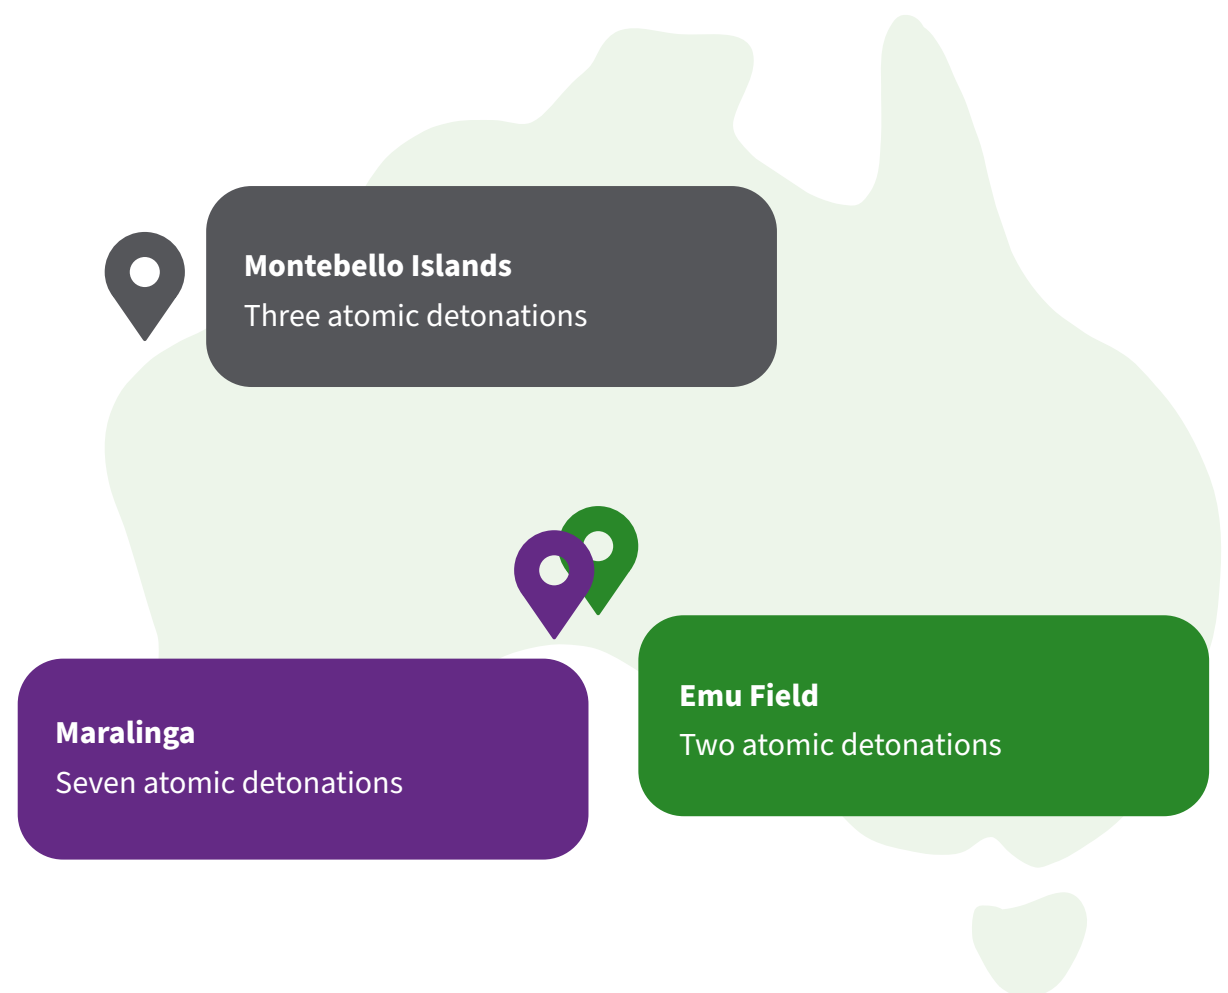 Montebello Islands
Three atomic detonations
Maralinga
Seven atomic detonations
Emu Field
Two atomic detonations